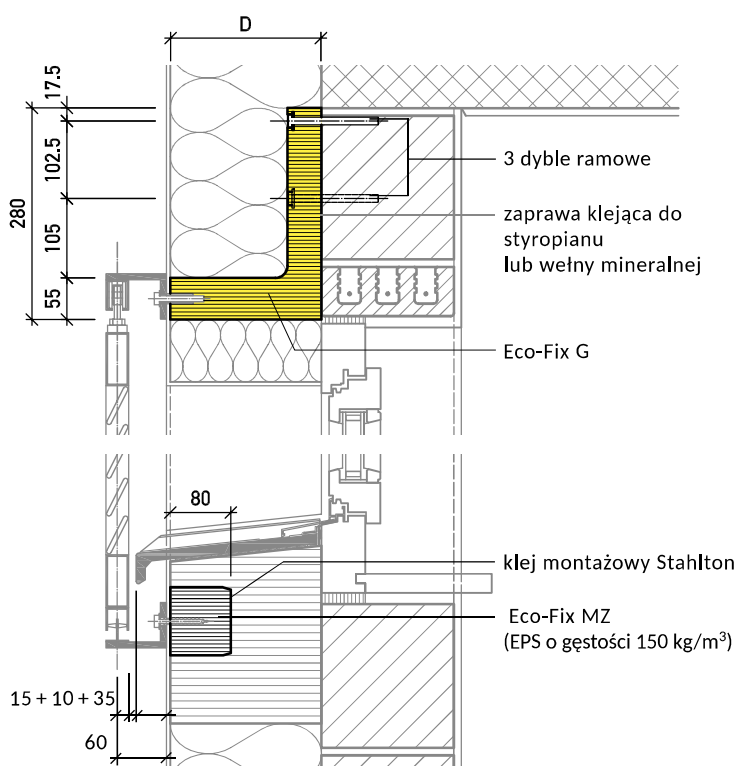 D
17.5
102.5
280
105
55
3 dyble ramowe
zaprawa klejąca do
styropianu
lub wełny mineralnej
Eco-Fix G
80
klej montażowy Stahlton
Eco-Fix MZ
(EPS o gęstości 150 kg/m³)
15 + 10 + 35
60